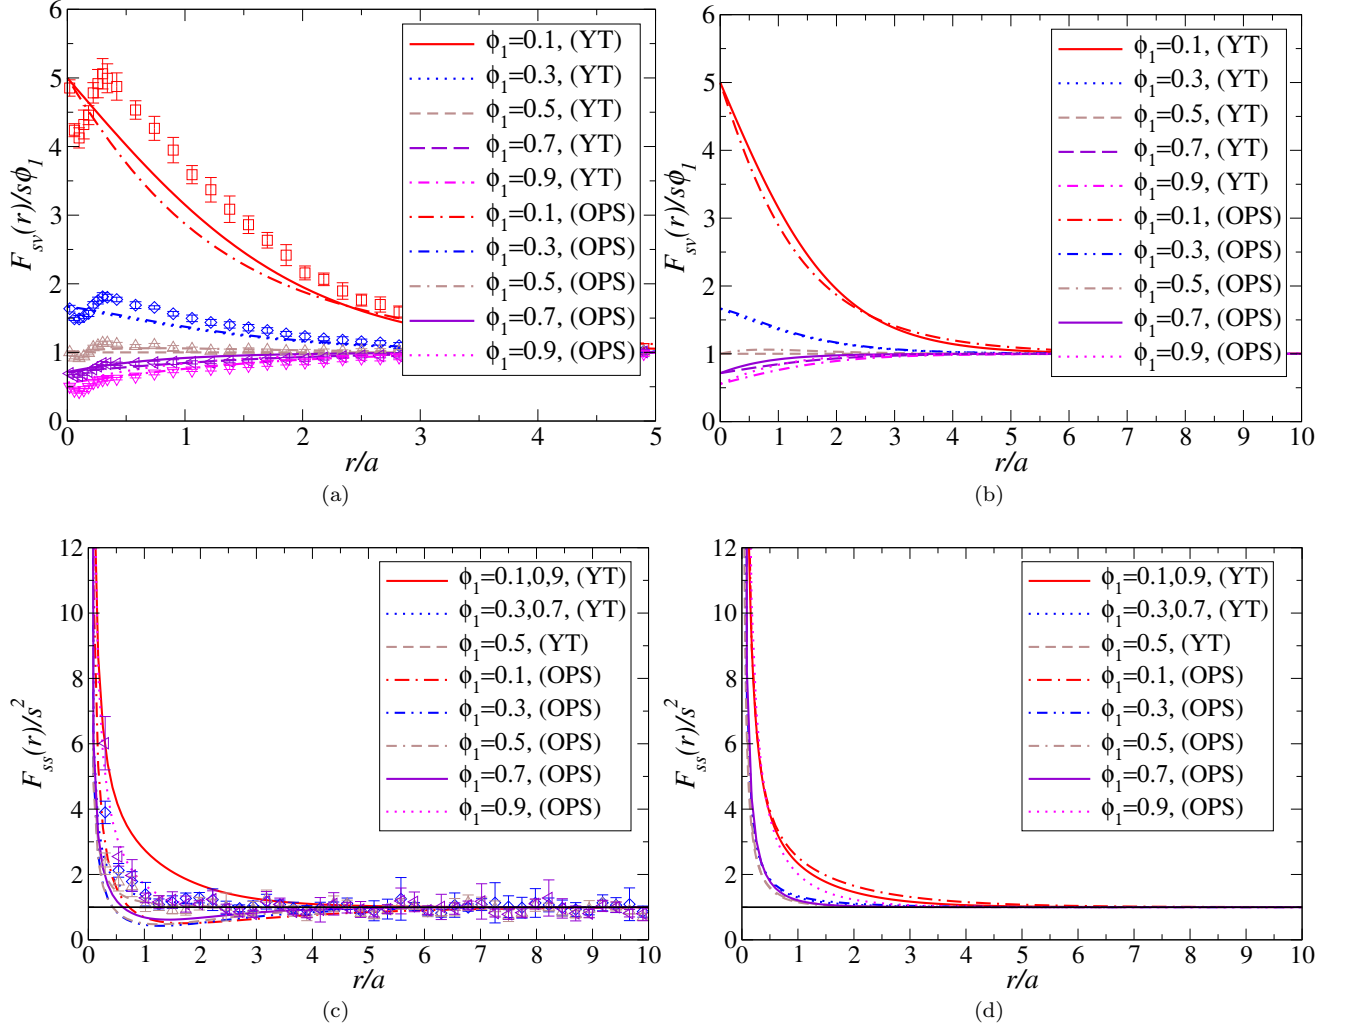 6
5
4
3
2
1
0
F_sv(r)/sϕ_1
0 1 2 3 4 5
r/a
ϕ_1=0.1, (YT)
ϕ_1=0.3, (YT)
ϕ_1=0.5, (YT)
ϕ_1=0.7, (YT)
ϕ_1=0.9, (YT)
ϕ_1=0.1, (OPS)
ϕ_1=0.3, (OPS)
ϕ_1=0.5, (OPS)
ϕ_1=0.7, (OPS)
ϕ_1=0.9, (OPS)
(a)
6
5
4
3
2
1
0
F_sv(r)/sϕ_1
0 1 2 3 4 5 6 7 8 9 10
r/a
ϕ_1=0.1, (YT)
ϕ_1=0.3, (YT)
ϕ_1=0.5, (YT)
ϕ_1=0.7, (YT)
ϕ_1=0.9, (YT)
ϕ_1=0.1, (OPS)
ϕ_1=0.3, (OPS)
ϕ_1=0.5, (OPS)
ϕ_1=0.7, (OPS)
ϕ_1=0.9, (OPS)
(b)
12
10
8
6
4
2
0
F_ss(r)/s^2
0 1 2 3 4 5 6 7 8 9 10
r/a
ϕ_1=0.1,0,9, (YT)
ϕ_1=0.3,0.7, (YT)
ϕ_1=0.5, (YT)
ϕ_1=0.1, (OPS)
ϕ_1=0.3, (OPS)
ϕ_1=0.5, (OPS)
ϕ_1=0.7, (OPS)
ϕ_1=0.9, (OPS)
(c)
12
10
8
6
4
2
0
F_ss(r)/s^2
0 1 2 3 4 5 6 7 8 9 10
r/a
ϕ_1=0.1,0.9, (YT)
ϕ_1=0.3,0.7, (YT)
ϕ_1=0.5, (YT)
ϕ_1=0.1, (OPS)
ϕ_1=0.3, (OPS)
ϕ_1=0.5, (OPS)
ϕ_1=0.7, (OPS)
ϕ_1=0.9, (OPS)
(d)